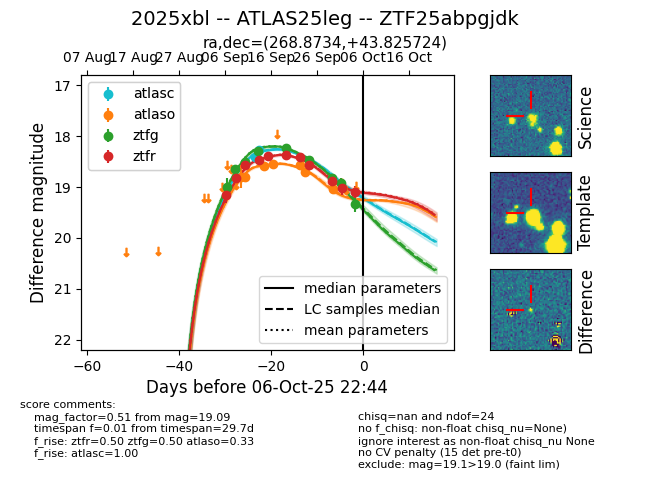 2025xbl -- ATLAS25leg -- ZTF25abpgjdk
ra,dec=(268.8734,+43.825724)
07 Aug 17 Aug 27 Aug 06 Sep 16 Sep 26 Sep 06 Oct 16 Oct
17
18
19
20
21
22
Difference magnitude
atlasc
atlaso
ztfg
ztfr
median parameters
LC samples median
mean parameters
−60 −40 −20 0
Days before 06-Oct-25 22:44
Science
Template
Difference
score comments:
mag_factor=0.51 from mag=19.09
timespan f=0.01 from timespan=29.7d
f_rise: ztfr=0.50 ztfg=0.50 atlaso=0.33
f_rise: atlasc=1.00
chisq=nan and ndof=24
no f_chisq: non-float chisq_nu=None)
ignore interest as non-float chisq_nu None
no CV penalty (15 det pre-t0)
exclude: mag=19.1>19.0 (faint lim)